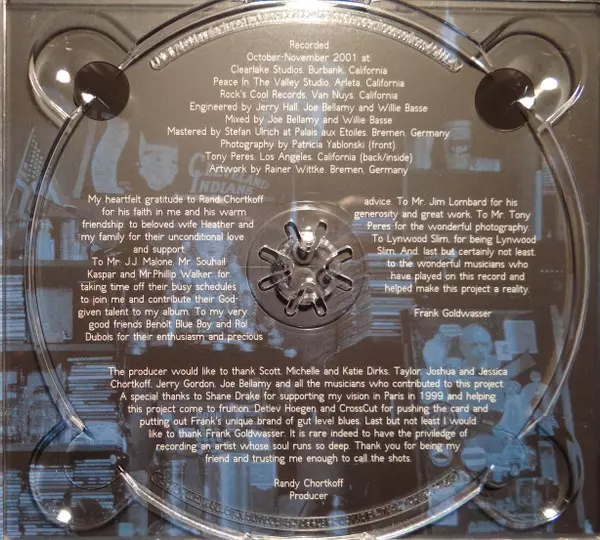 Recorded
October-November 2001 at
Clearlake Studios, Burbank, California
Peace In The Valley Studio, Arleta, California
Rock's Cool Records, Van Nuys, California
Engineered by Jerry Hall, Joe Bellamy and Willie Basse
Mixed by Joe Bellamy and Willie Basse
Mastered by Stefan Ulrich at Palais aux Etoiles, Bremen, Germany
Photography by Patricia Yablonski (front),
Tony Peres, Los Angeles, California (back/inside)
Artwork by Rainer Wittke, Bremen, Germany
INDIANS
My heartfelt gratitude to Rand Chortkoff
for his faith in me and his warm
friendship, to beloved wife Heather and
my family for their unconditional love
and support.
To Mr. J.J. Malone, Mr. Souhail
Kaspar and Mr.Phillip Walker, for
taking time off their busy schedules
to join me and contribute their God-
given talent to my album. To my very
good friends Benoît Blue Boy and Rol
Dubois for their enthusiasm and precious
advice. To Mr. Jim Lombard for his
generosity and great work. To Mr. Tony
Peres for the wonderful photography.
To Lynwood Slim, for being Lynwood
Slim. And, last but certainly not least,
to the wonderful musicians who
have played on this record and
helped make this project a reality.
Frank Goldwasser
The producer would like to thank Scott, Michelle and Katie Dirks, Taylor, Joshua and Jessica
Chortkoff, Jerry Gordon, Joe Bellamy and all the musicians who contributed to this project.
A special thanks to Shane Drake for supporting my vision in Paris in 1999 and helping
this project come to fruition. Detlev Hoegen and CrossCut for pushing the card and
putting out Frank's unique brand of gut level blues. Last but not least I would
like to thank Frank Goldwasser. It is rare indeed to have the priviledge of
recording an artist whose soul runs so deep. Thank you for being my
friend and trusting me enough to call the shots.
Randy Chortkoff
Producer